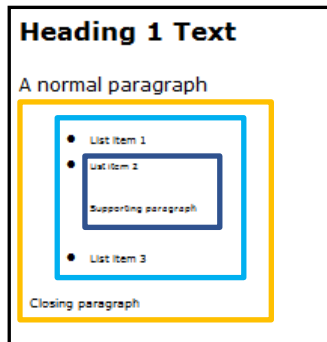 Heading 1 Text
A normal paragraph
List Item 1
List Item 2
Supporting paragraph
List Item 3
Closing paragraph